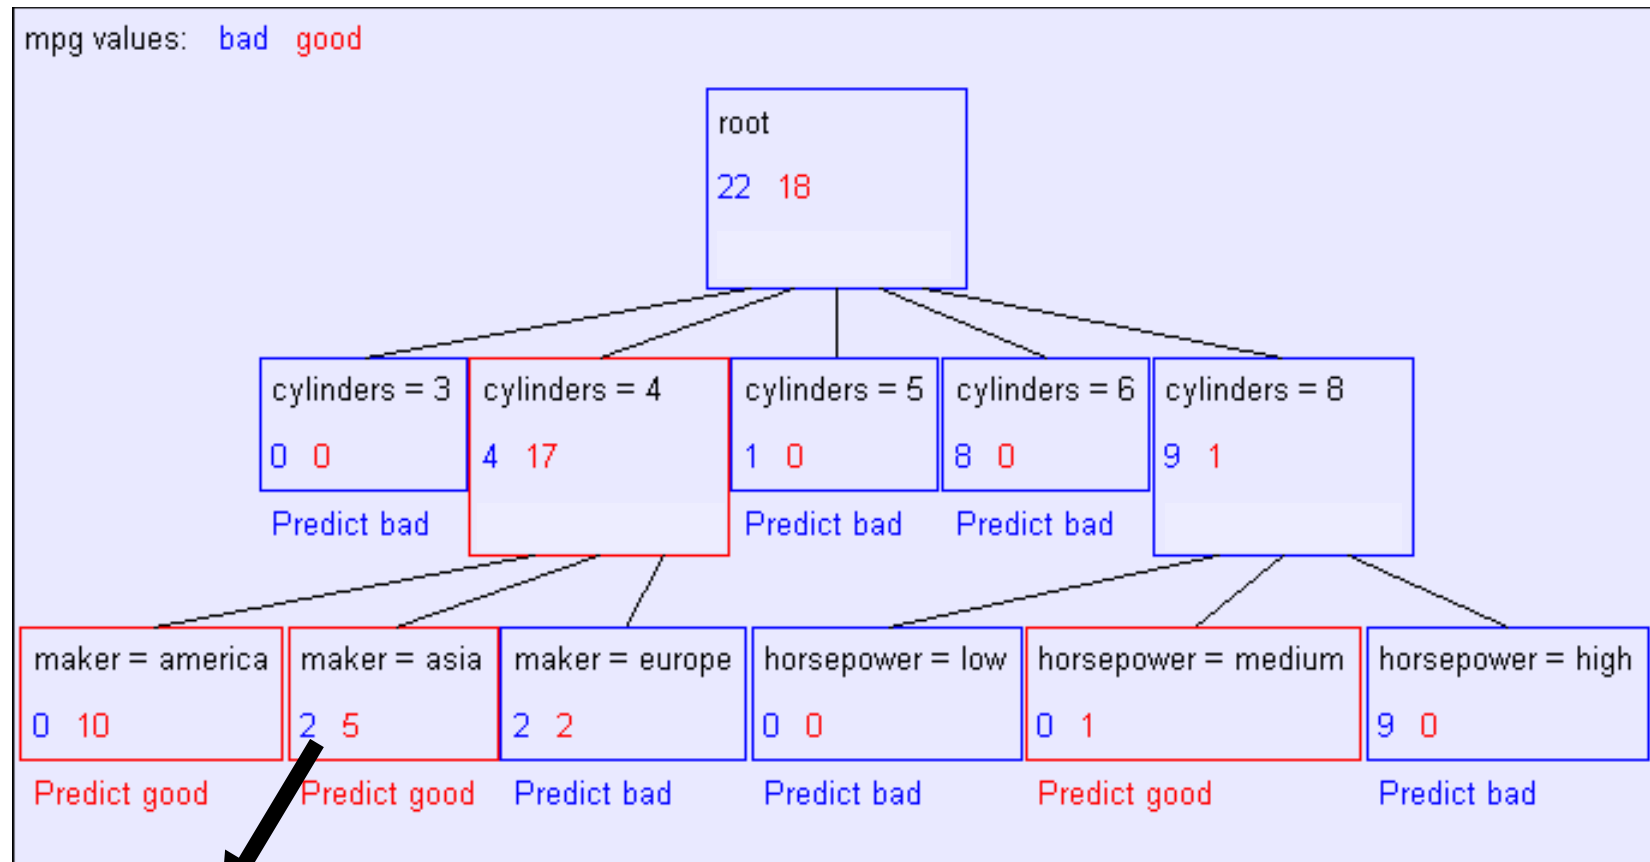 mpg values: bad good
root
22 18
cylinders = 3
0 0
Predict bad
cylinders = 4
4 17
cylinders = 5
1 0
Predict bad
cylinders = 6
8 0
Predict bad
cylinders = 8
9 1
maker = america
0 10
Predict good
maker = asia
2 5
Predict good
maker = europe
2 2
Predict bad
horsepower = low
0 0
Predict bad
horsepower = medium
0 1
Predict good
horsepower = high
9 0
Predict bad